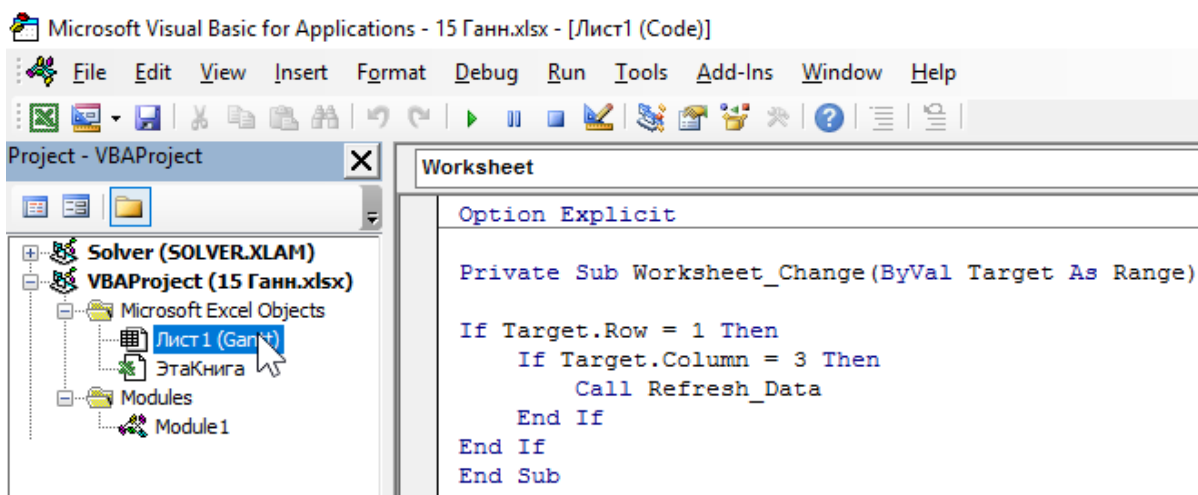 Microsoft Visual Basic for Applications - 15 Ганн.xlsx - [Лист1 (Code)]
File Edit View Insert Format Debug Run Tools Add-Ins Window Help
Project - VBAProject
Worksheet
Solver (SOLVER.XLAM)
VBAProject (15 Ганн.xlsx)
Microsoft Excel Objects
Лист1 (Gantt)
ЭтаКнига
Modules
Module1
Option Explicit
Private Sub Worksheet_Change(ByVal Target As Range)
If Target.Row = 1 Then
If Target.Column = 3 Then
Call Refresh_Data
End If
End If
End Sub